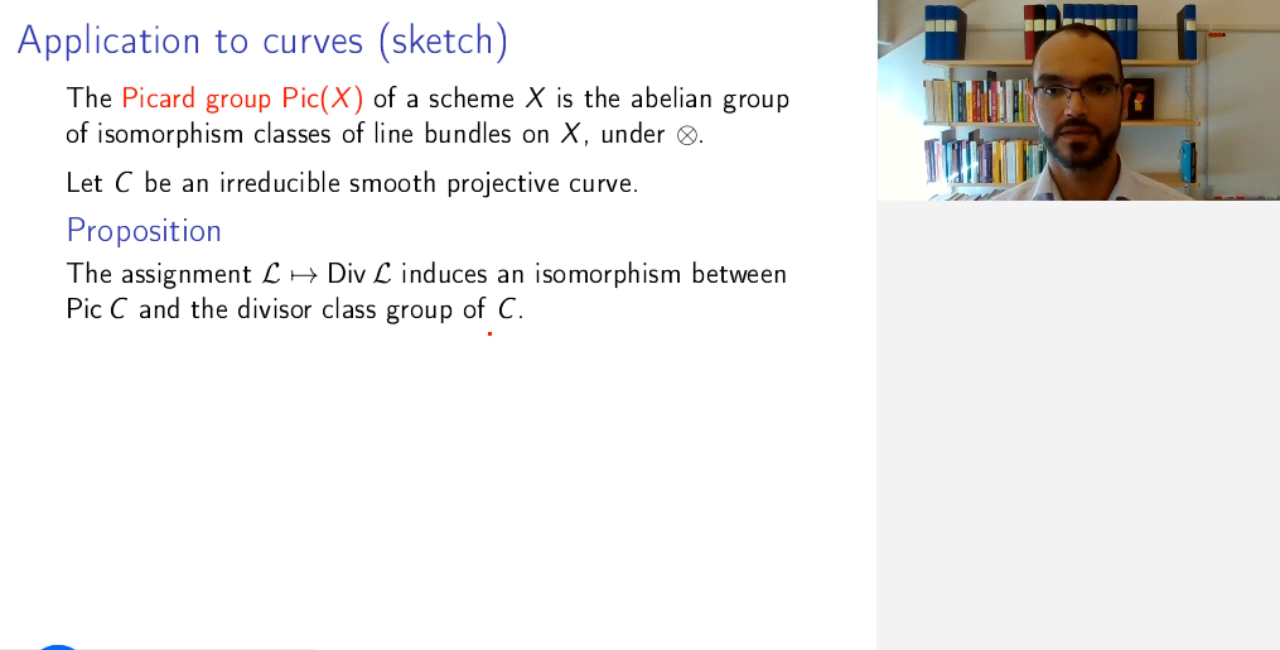 Application to curves (sketch)
The Picard group Pic(X) of a scheme X is the abelian group
of isomorphism classes of line bundles on X, under ⊗.
Let C be an irreducible smooth projective curve.
Proposition
The assignment ℒ ↦ Div ℒ induces an isomorphism between
Pic C and the divisor class group of C.